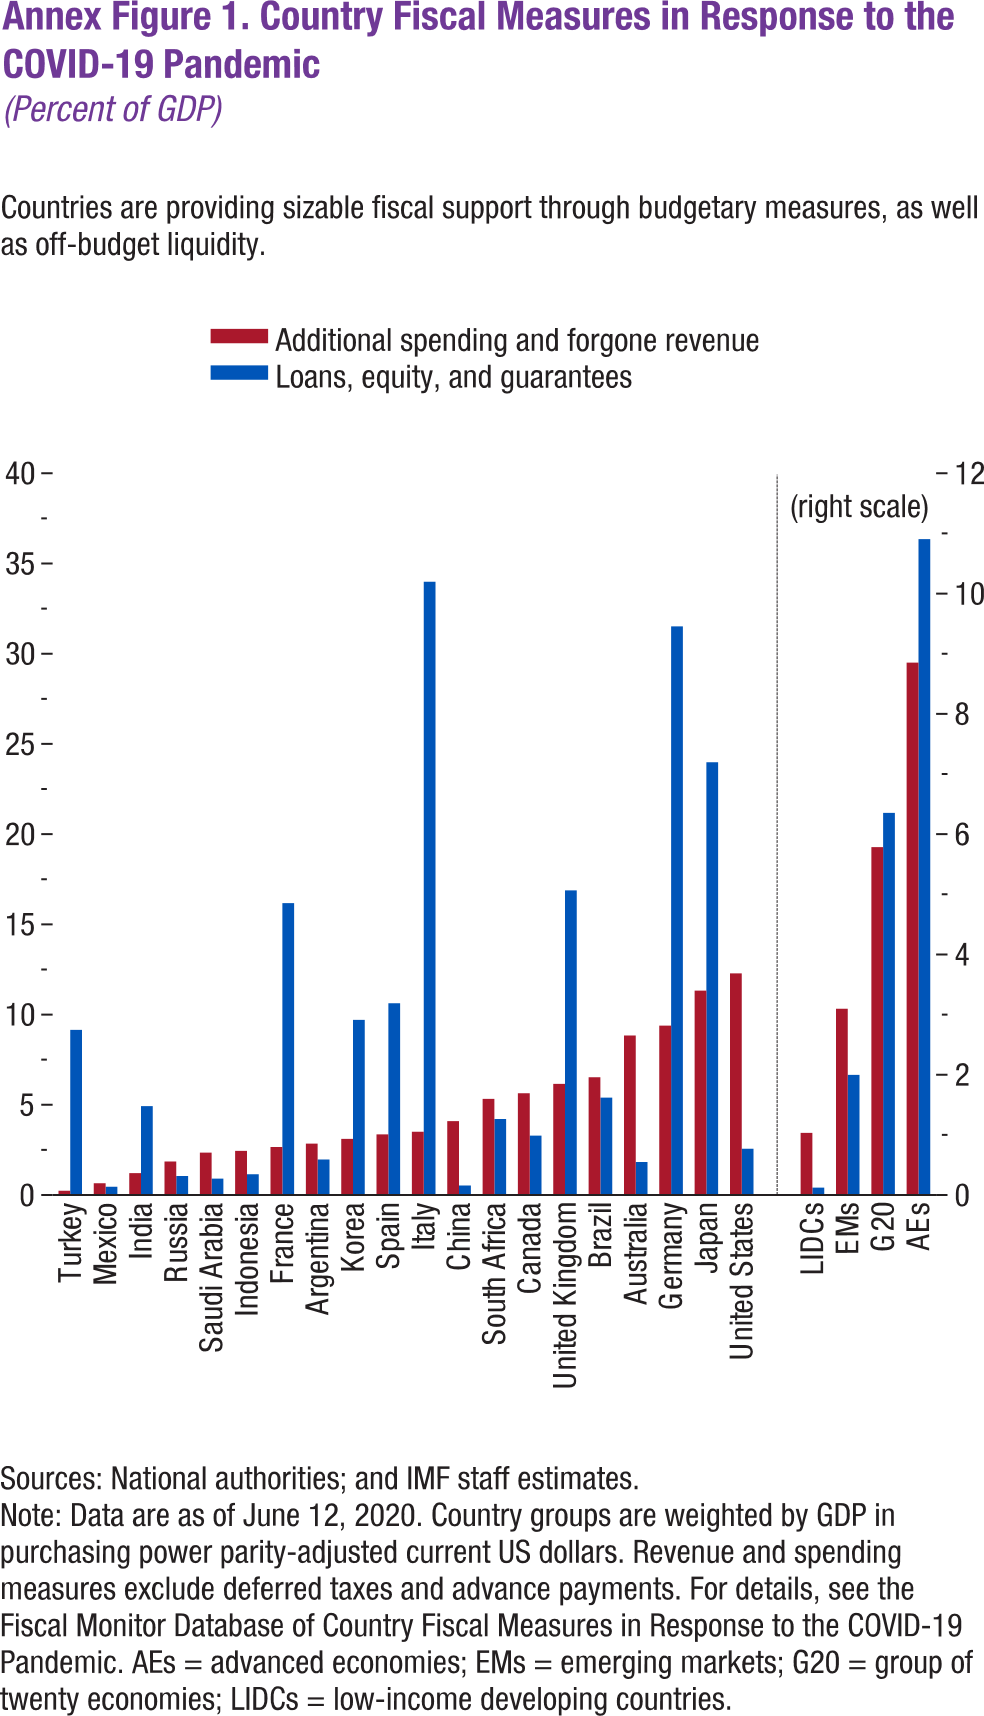 Annex Figure 1. Country Fiscal Measures in Response to the
COVID-19 Pandemic
(Percent of GDP)
Countries are providing sizable fiscal support through budgetary measures, as well
as off-budget liquidity.
Additional spending and forgone revenue
Loans, equity, and guarantees
40
35
30
25
20
15
10
5
0
(right scale)
12
10
8
6
4
2
0
Turkey
Mexico
India
Russia
Saudi Arabia
Indonesia
France
Argentina
Korea
Spain
Italy
China
South Africa
Canada
United Kingdom
Brazil
Australia
Germany
Japan
United States
LIDCs
EMs
G20
AEs
Sources: National authorities; and IMF staff estimates.
Note: Data are as of June 12, 2020. Country groups are weighted by GDP in
purchasing power parity-adjusted current US dollars. Revenue and spending
measures exclude deferred taxes and advance payments. For details, see the
Fiscal Monitor Database of Country Fiscal Measures in Response to the COVID-19
Pandemic. AEs = advanced economies; EMs = emerging markets; G20 = group of
twenty economies; LIDCs = low-income developing countries.